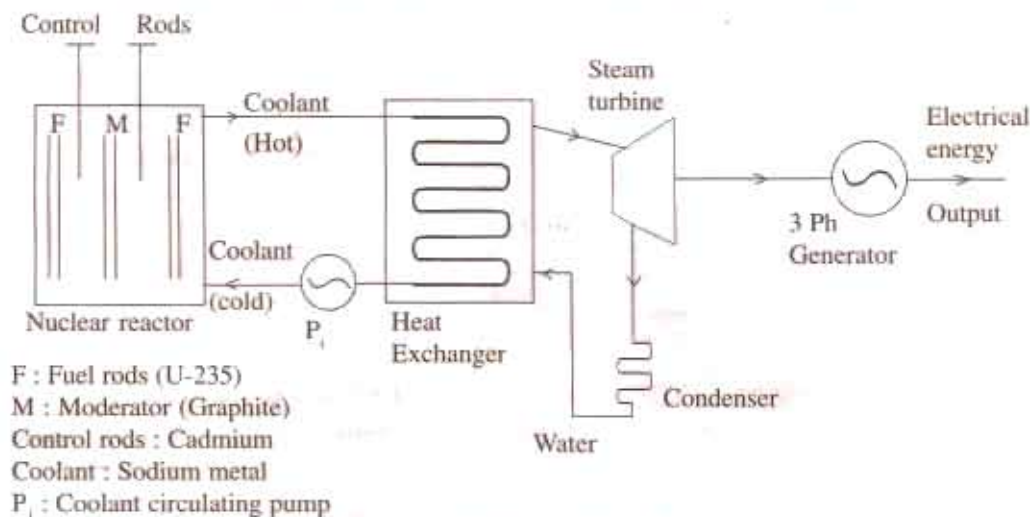 Control Rods
F M F
Coolant
(Hot)
Coolant
(cold)
Nuclear reactor
P₁
Heat
Exchanger
Steam
turbine
3 Ph
Generator
Electrical
energy
Output
Condenser
Water
F : Fuel rods (U-235)
M : Moderator (Graphite)
Control rods : Cadmium
Coolant : Sodium metal
P₁ : Coolant circulating pump